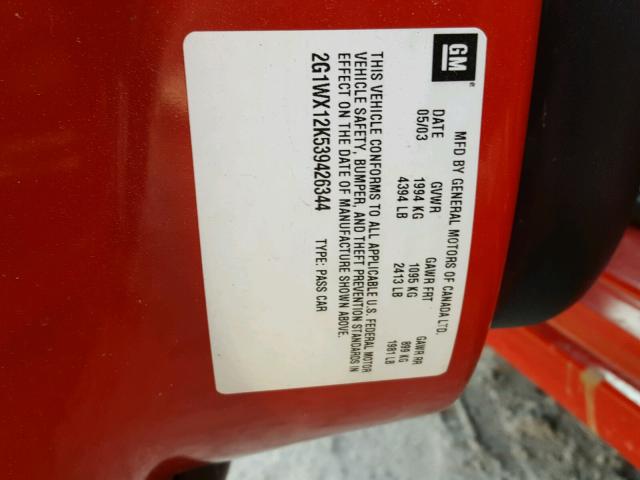 GM
MFD BY GENERAL MOTORS OF CANADA LTD.
DATE GVWR GAWR FRT GAWR RR
05/03 1994 KG 1095 KG 899 KG
4394 LB 2413 LB 1981 LB
THIS VEHICLE CONFORMS TO ALL APPLICABLE U.S. FEDERAL MOTOR
VEHICLE SAFETY, BUMPER, AND THEFT PREVENTION STANDARDS IN
EFFECT ON THE DATE OF MANUFACTURE SHOWN ABOVE.
2G1WX12K539426344 TYPE: PASS CAR